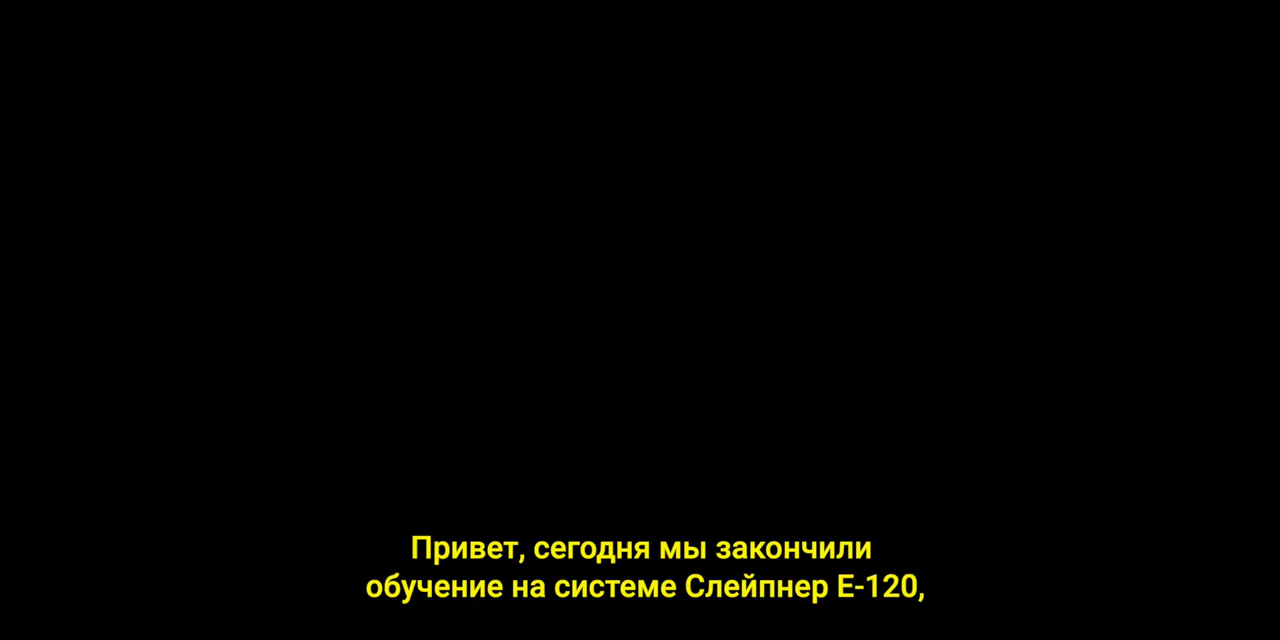 Привет, сегодня мы закончили
обучение на системе Слейпнер Е-120,